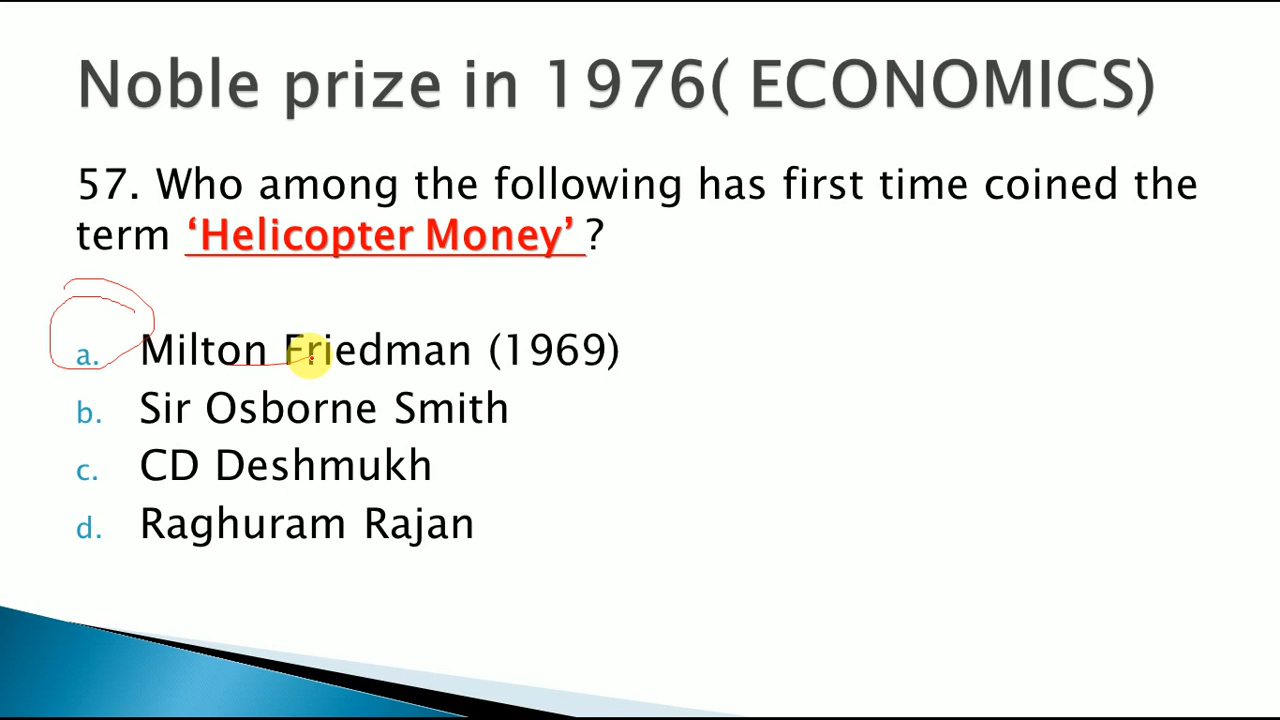 Noble prize in 1976( ECONOMICS)
57. Who among the following has first time coined the
term ‘Helicopter Money’ ?
a. Milton Friedman (1969)
b. Sir Osborne Smith
c. CD Deshmukh
d. Raghuram Rajan